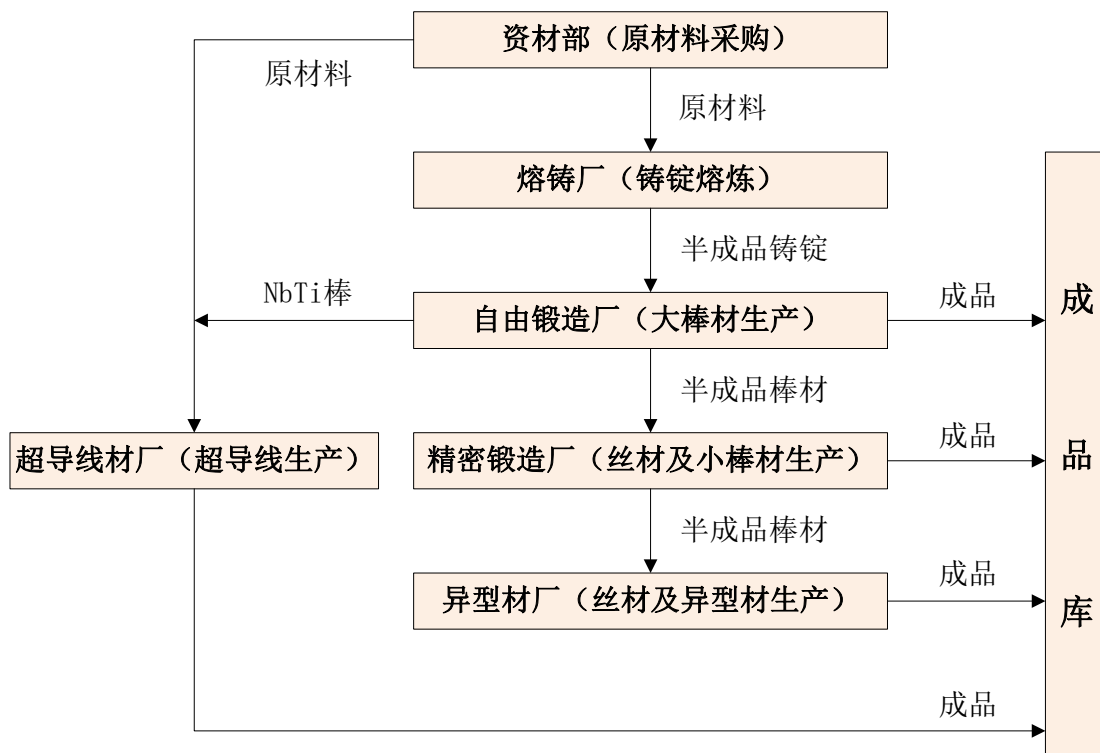 资材部（原材料采购）
原材料
原材料
熔铸厂（铸锭熔炼）
半成品铸锭
NbTi棒
自由锻造厂（大棒材生产）
成品
半成品棒材
超导线材厂（超导线生产）
精密锻造厂（丝材及小棒材生产）
成品
半成品棒材
异型材厂（丝材及异型材生产）
成品
成品
成品库